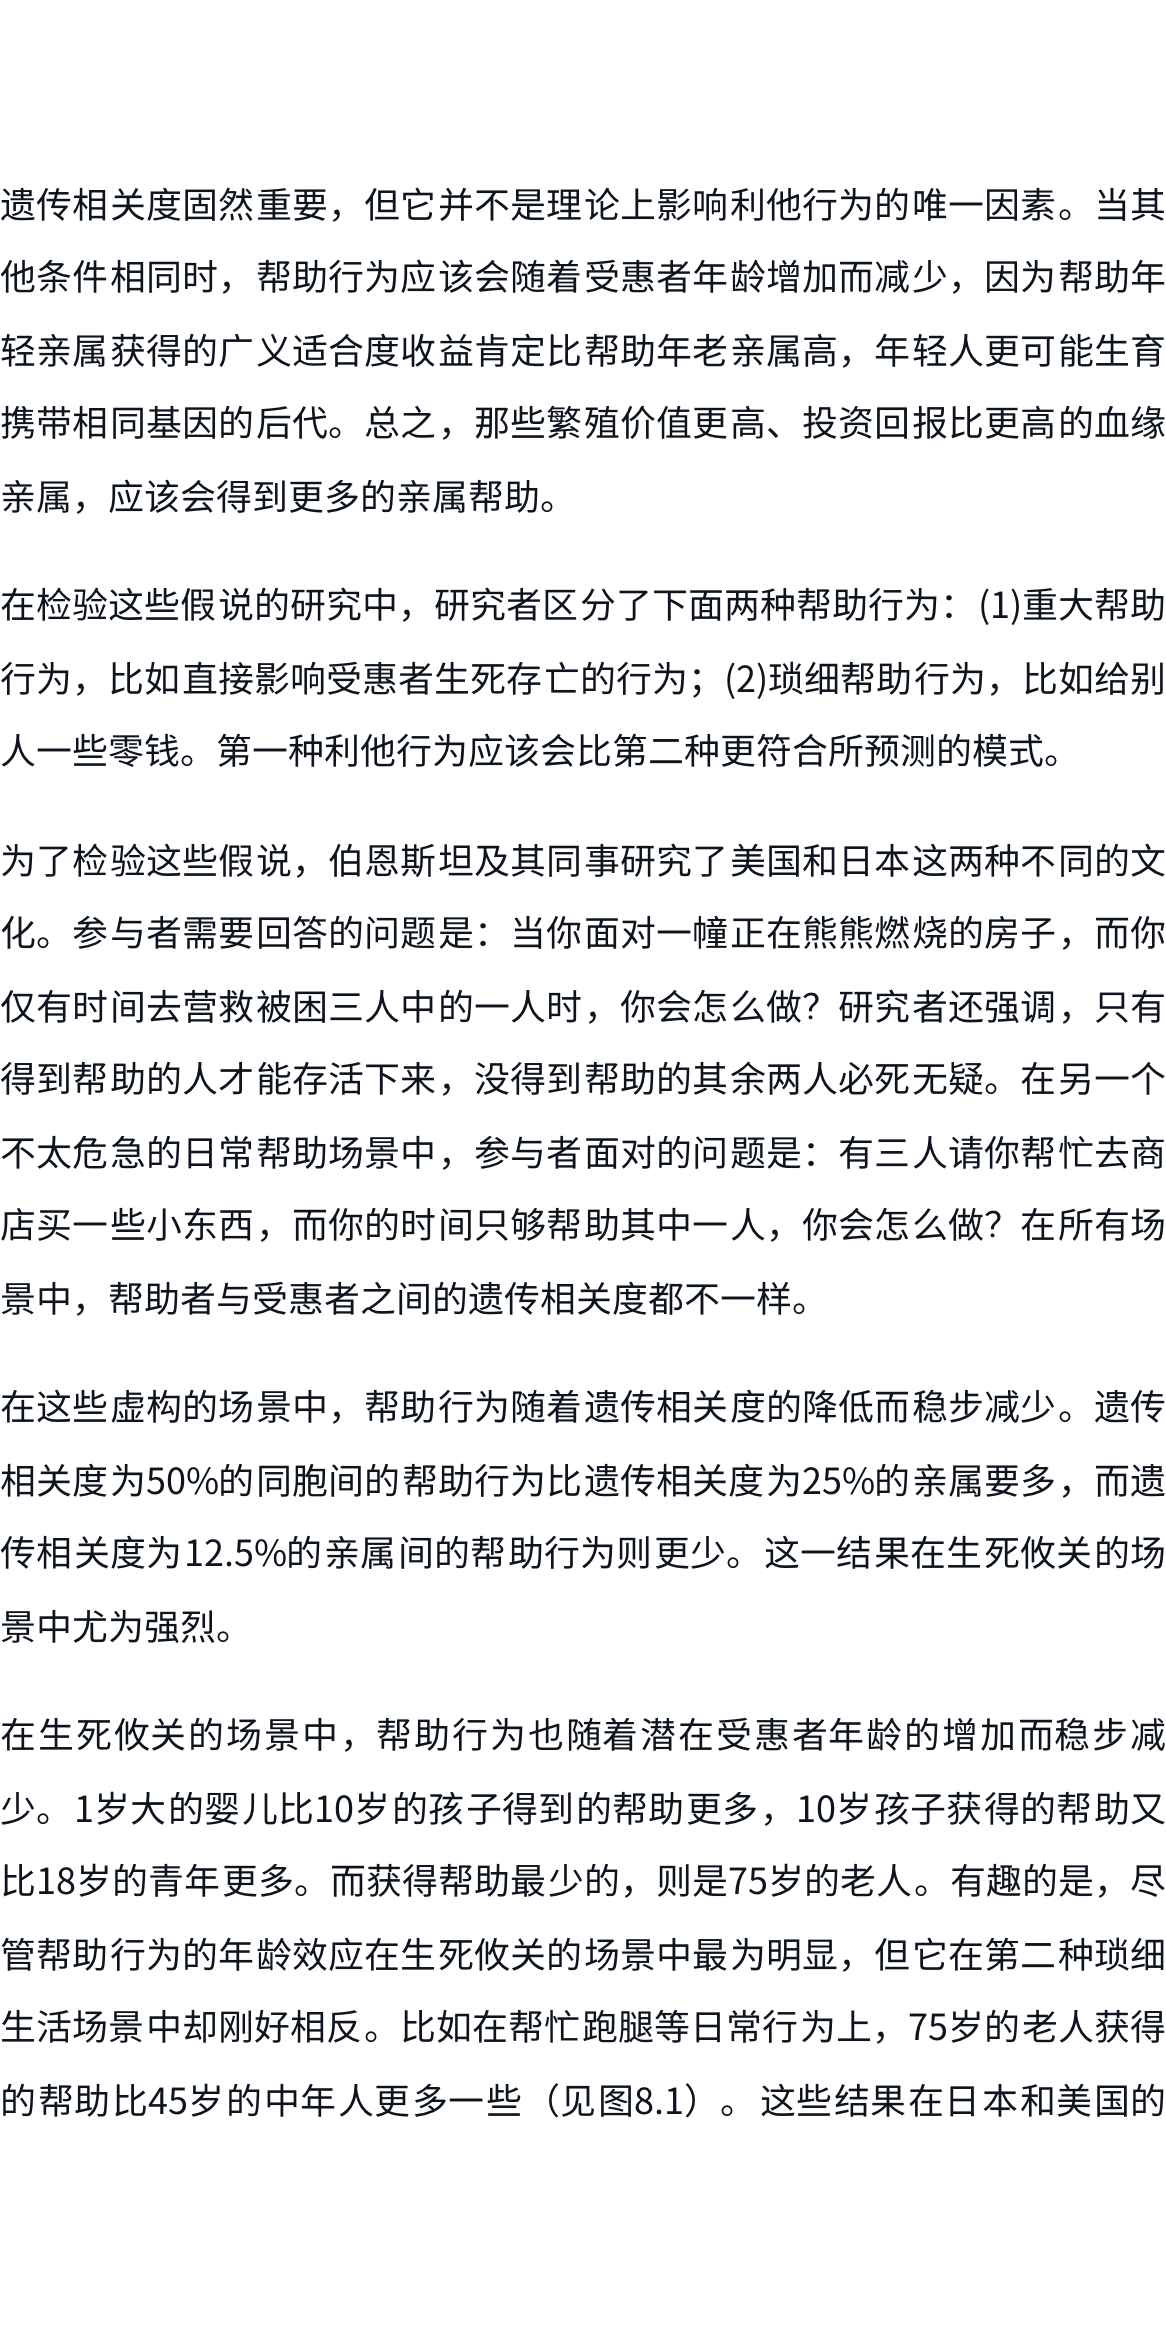 遗传相关度固然重要，但它并不是理论上影响利他行为的唯一因素。当其
他条件相同时，帮助行为应该会随着受惠者年龄增加而减少，因为帮助年
轻亲属获得的广义适合度收益肯定比帮助年老亲属高，年轻人更可能生育
携带相同基因的后代。总之，那些繁殖价值更高、投资回报比更高的血缘
亲属，应该会得到更多的亲属帮助。
在检验这些假说的研究中，研究者区分了下面两种帮助行为：(1)重大帮助
行为，比如直接影响受惠者生死存亡的行为；(2)琐细帮助行为，比如给别
人一些零钱。第一种利他行为应该会比第二种更符合所预测的模式。
为了检验这些假说，伯恩斯坦及其同事研究了美国和日本这两种不同的文
化。参与者需要回答的问题是：当你面对一幢正在熊熊燃烧的房子，而你
仅有时间去营救被困三人中的一人时，你会怎么做？研究者还强调，只有
得到帮助的人才能存活下来，没得到帮助的其余两人必死无疑。在另一个
不太危急的日常帮助场景中，参与者面对的问题是：有三人请你帮忙去商
店买一些小东西，而你的时间只够帮助其中一人，你会怎么做？在所有场
景中，帮助者与受惠者之间的遗传相关度都不一样。
在这些虚构的场景中，帮助行为随着遗传相关度的降低而稳步减少。遗传
相关度为50%的同胞间的帮助行为比遗传相关度为25%的亲属要多，而遗
传相关度为12.5%的亲属间的帮助行为则更少。这一结果在生死攸关的场
景中尤为强烈。
在生死攸关的场景中，帮助行为也随着潜在受惠者年龄的增加而稳步减
少。1岁大的婴儿比10岁的孩子得到的帮助更多，10岁孩子获得的帮助又
比18岁的青年更多。而获得帮助最少的，则是75岁的老人。有趣的是，尽
管帮助行为的年龄效应在生死攸关的场景中最为明显，但它在第二种琐细
生活场景中却刚好相反。比如在帮忙跑腿等日常行为上，75岁的老人获得
的帮助比45岁的中年人更多一些（见图8.1）。这些结果在日本和美国的